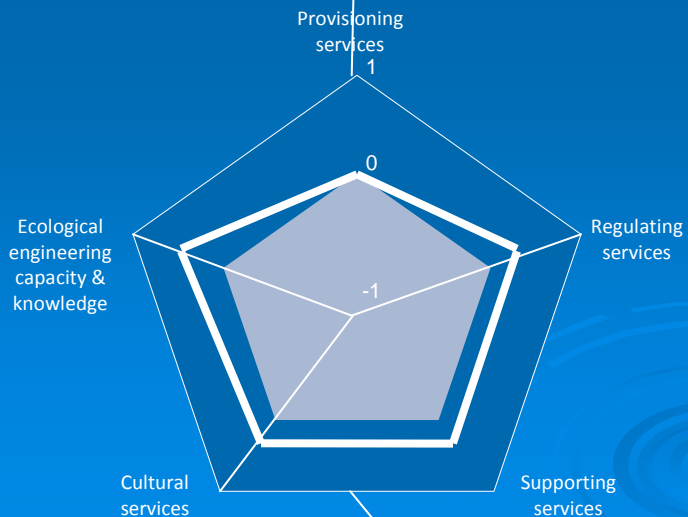 Provisioning
services
1
0
Ecological
engineering
capacity &
knowledge
Regulating
services
-1
Cultural
services
Supporting
services